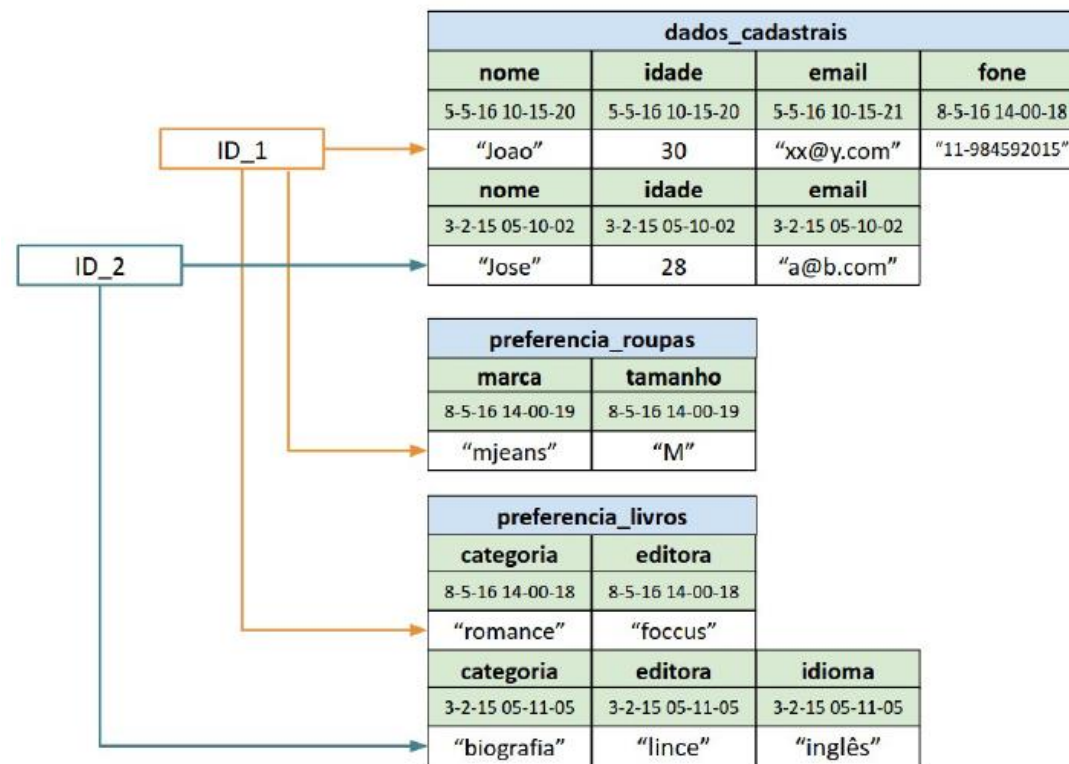 dados_cadastrais
nome idade email fone
5-5-16 10-15-20 5-5-16 10-15-20 5-5-16 10-15-21 8-5-16 14-00-18
ID_1 “Joao” 30 “xx@y.com” “11-984592015”
nome idade email
3-2-15 05-10-02 3-2-15 05-10-02 3-2-15 05-10-02
ID_2 “Jose” 28 “a@b.com”
preferencia_roupas
marca tamanho
8-5-16 14-00-19 8-5-16 14-00-19
“mjeans” “M”
preferencia_livros
categoria editora
8-5-16 14-00-18 8-5-16 14-00-18
“romance” “foccus”
categoria editora idioma
3-2-15 05-11-05 3-2-15 05-11-05 3-2-15 05-11-05
“biografia” “lince” “inglês”